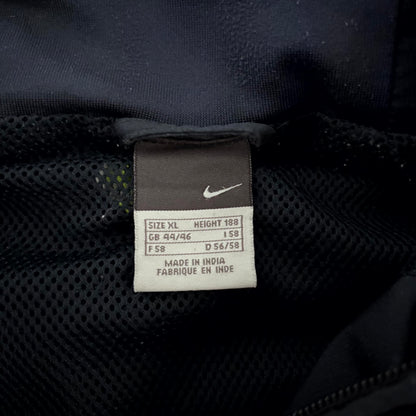 SIZE XL HEIGHT 188
GB 44/46 I 58
F 58 D 56/58
MADE IN INDIA
FABRIQUE EN INDE